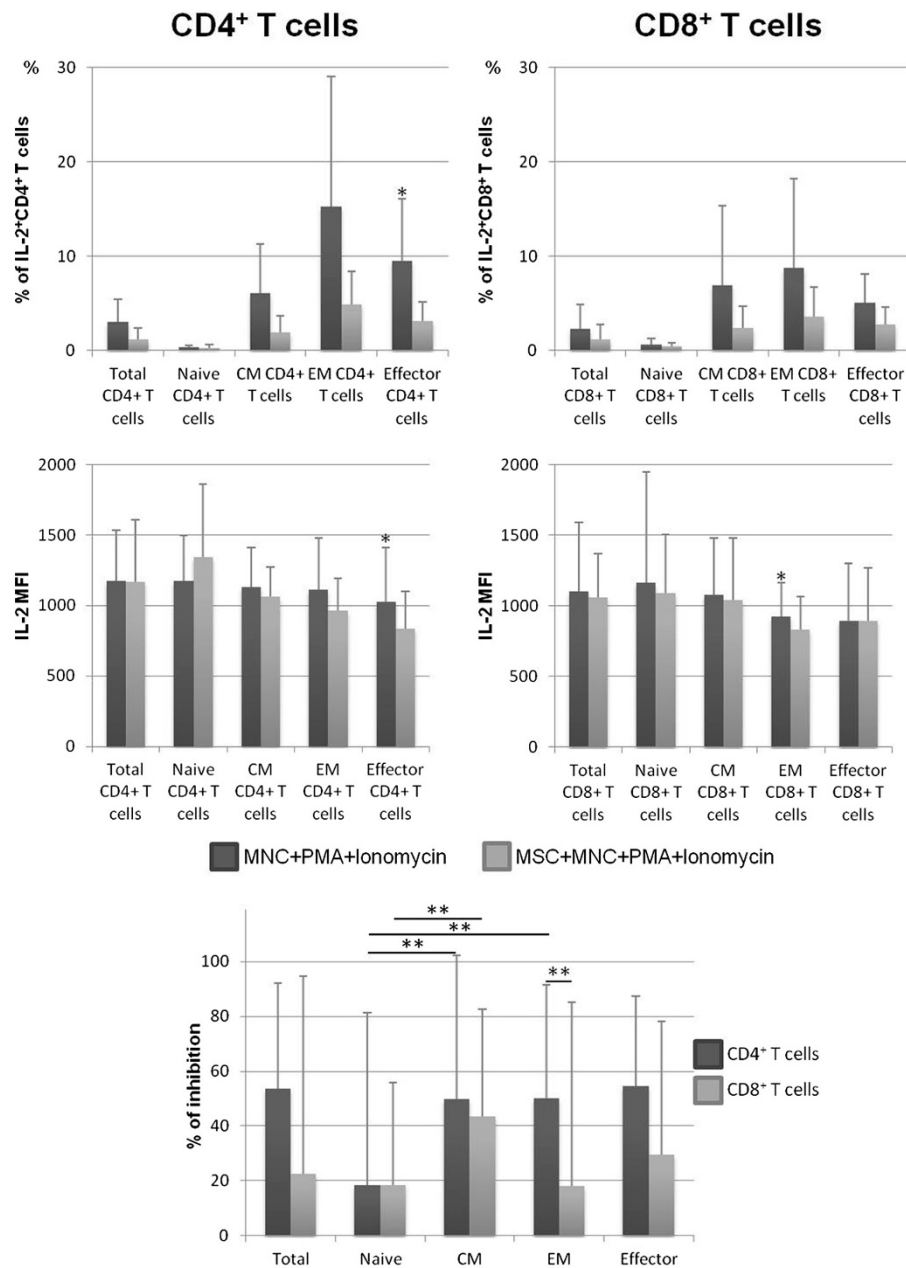 CD4⁺ T cells
CD8⁺ T cells
%
30
20
10
0
% of IL-2⁺CD4⁺ T cells
*
Total CD4+ T cells
Naive CD4+ T cells
CM CD4+ T cells
EM CD4+ T cells
Effector CD4+ T cells
%
30
20
10
0
% of IL-2⁺CD8⁺ T cells
Total CD8+ T cells
Naive CD8+ T cells
CM CD8+ T cells
EM CD8+ T cells
Effector CD8+ T cells
2000
1500
1000
500
0
IL-2 MFI
*
Total CD4+ T cells
Naive CD4+ T cells
CM CD4+ T cells
EM CD4+ T cells
Effector CD4+ T cells
2000
1500
1000
500
0
IL-2 MFI
*
Total CD8+ T cells
Naive CD8+ T cells
CM CD8+ T cells
EM CD8+ T cells
Effector CD8+ T cells
MNC+PMA+Ionomycin
MSC+MNC+PMA+Ionomycin
**
**
**
**
100
80
60
40
20
0
% of inhibition
Total
Naive
CM
EM
Effector
CD4⁺ T cells
CD8⁺ T cells